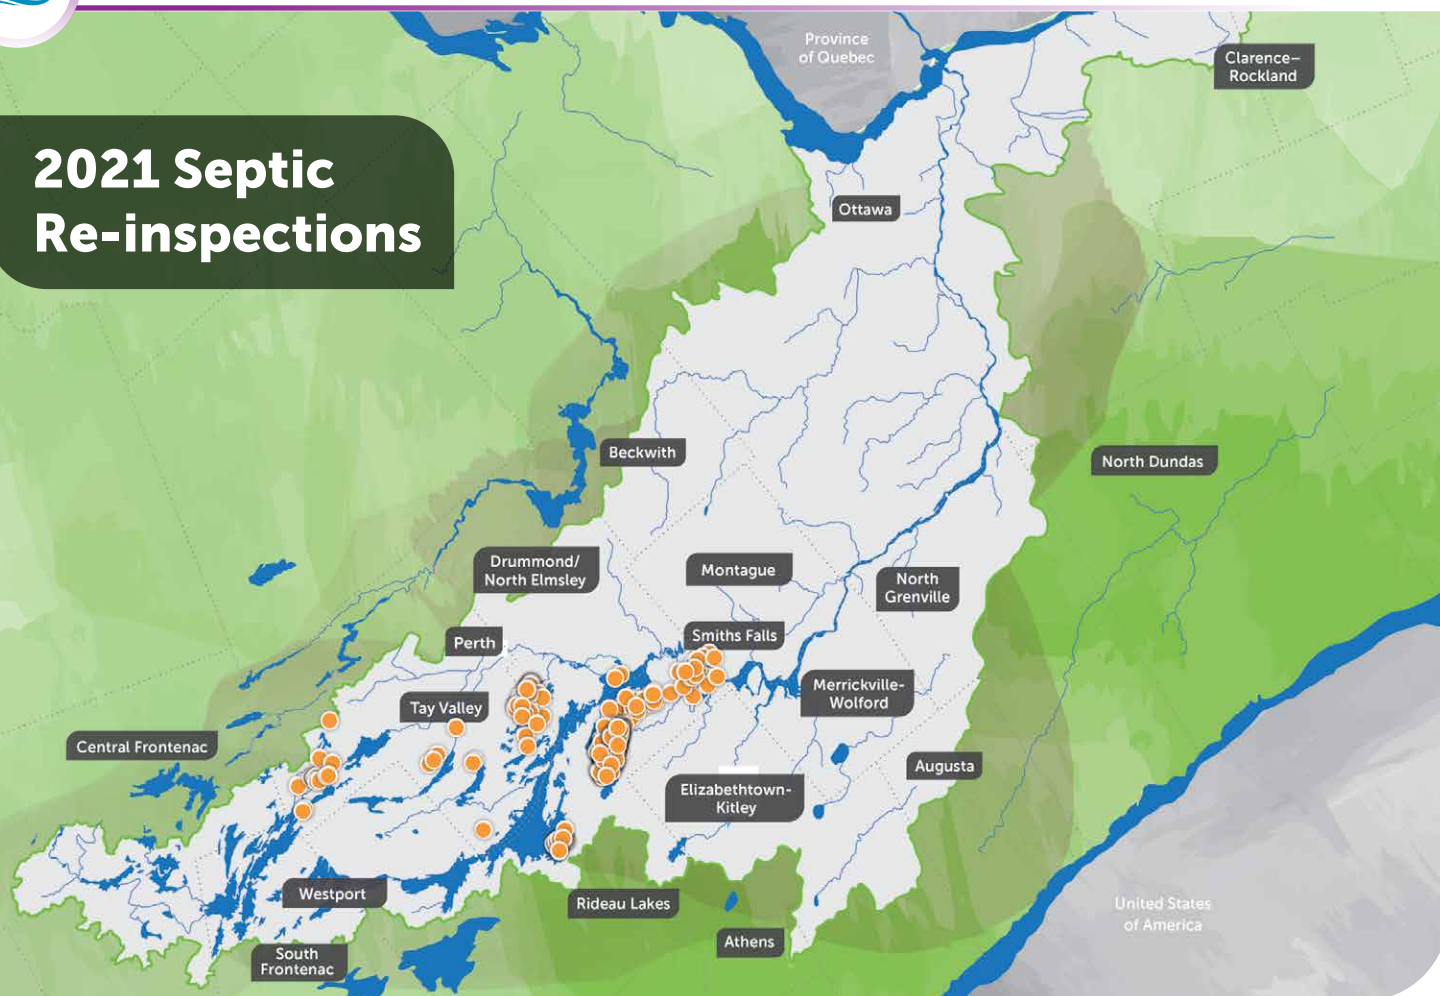 2021 Septic
Re-inspections
Province
of Quebec
Clarence–
Rockland
Ottawa
Beckwith
North Dundas
Drummond/
North Elmsley
Montague
North
Grenville
Perth
Smiths Falls
Tay Valley
Merrickville-
Wolford
Central Frontenac
Augusta
Elizabethtown-
Kitley
Westport
Rideau Lakes
United States
of America
Athens
South
Frontenac